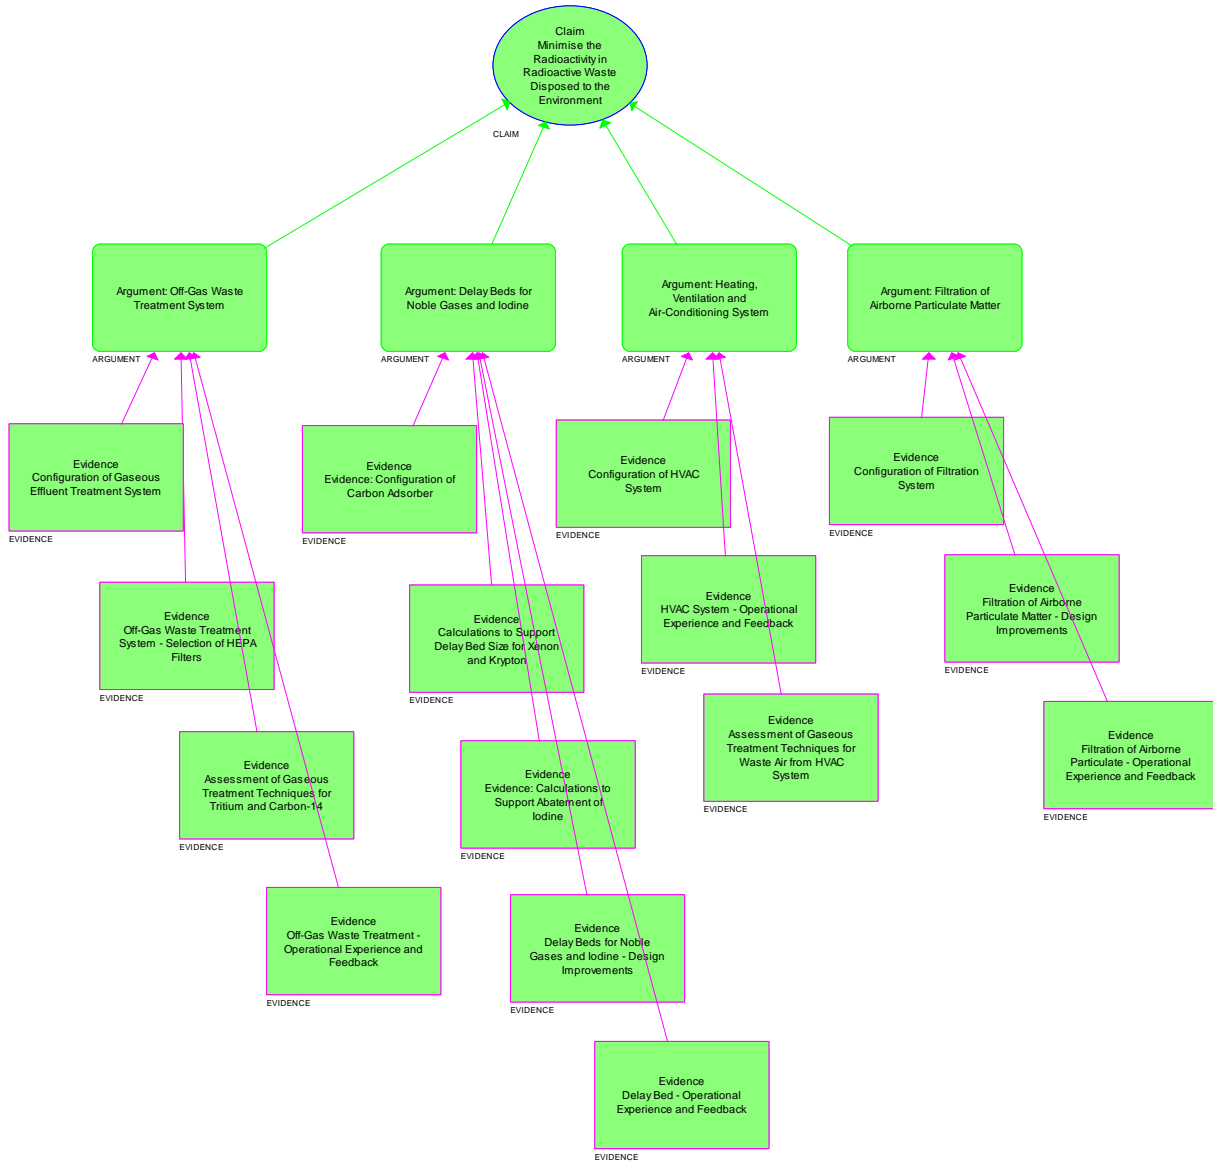 Claim
Minimise the
Radioactivity in
Radioactive Waste
Disposed to the
Environment
CLAIM
Argument: Off-Gas Waste
Treatment System
ARGUMENT
Argument: Delay Beds for
Noble Gases and Iodine
ARGUMENT
Argument: Heating,
Ventilation and
Air-Conditioning System
ARGUMENT
Argument: Filtration of
Airborne Particulate Matter
ARGUMENT
Evidence
Configuration of Gaseous
Effluent Treatment System
EVIDENCE
Evidence
Evidence: Configuration of
Carbon Adsorber
EVIDENCE
Evidence
Configuration of HVAC
System
EVIDENCE
Evidence
Configuration of Filtration
System
EVIDENCE
Evidence
Off-Gas Waste Treatment
System - Selection of HEPA
Filters
EVIDENCE
Evidence
Calculations to Support
Delay Bed Size for Xenon
and Krypton
EVIDENCE
Evidence
HVAC System - Operational
Experience and Feedback
EVIDENCE
Evidence
Filtration of Airborne
Particulate Matter - Design
Improvements
EVIDENCE
Evidence
Assessment of Gaseous
Treatment Techniques for
Tritium and Carbon-14
EVIDENCE
Evidence
Evidence: Calculations to
Support Abatement of
Iodine
EVIDENCE
Evidence
Assessment of Gaseous
Treatment Techniques for
Waste Air from HVAC
System
EVIDENCE
Evidence
Filtration of Airborne
Particulate - Operational
Experience and Feedback
EVIDENCE
Evidence
Off-Gas Waste Treatment -
Operational Experience and
Feedback
EVIDENCE
Evidence
Delay Beds for Noble
Gases and Iodine - Design
Improvements
EVIDENCE
Evidence
Delay Bed - Operational
Experience and Feedback
EVIDENCE